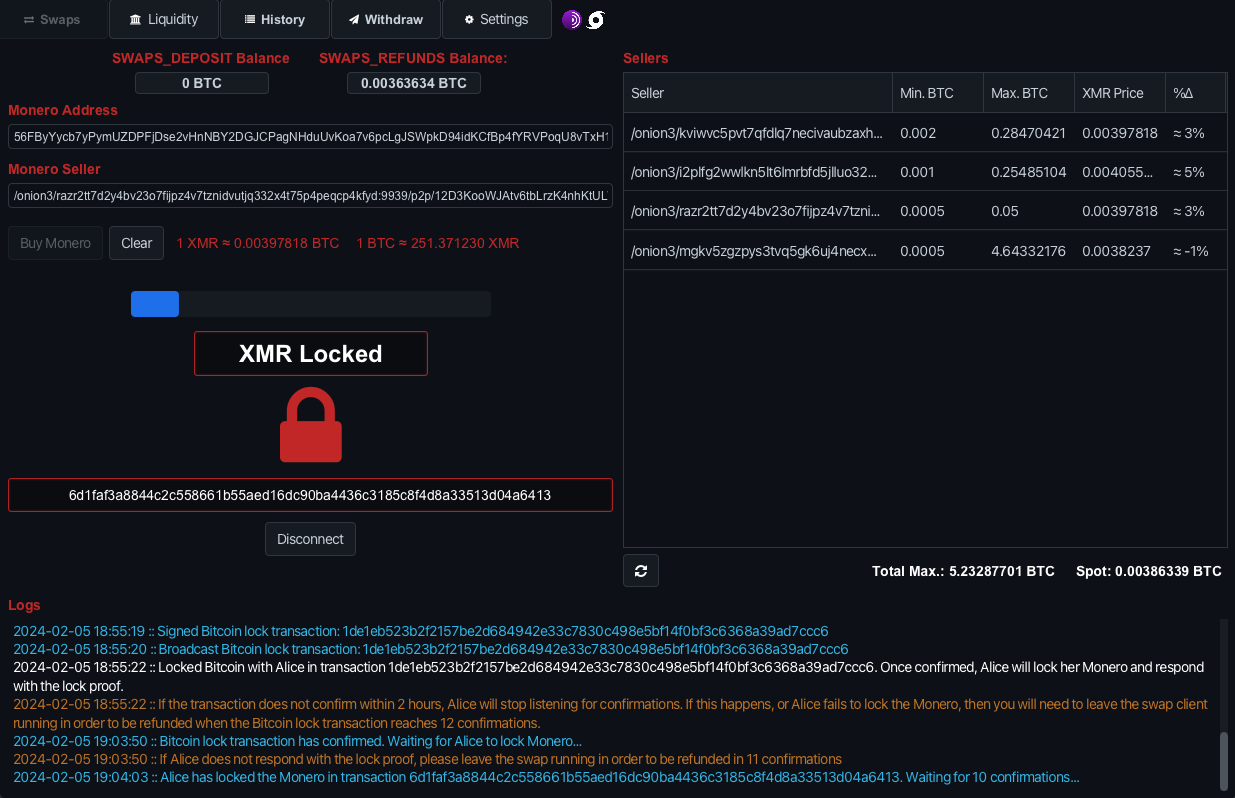 Swaps
Liquidity
History
Withdraw
Settings
SWAPS_DEPOSIT Balance
SWAPS_REFUNDS Balance:
0 BTC
0.00363634 BTC
Monero Address
56FByYycb7yPymUZDPFjDse2vHnNBY2DGJCPagNHduUvKoa7v6pcLgJSWpkD94idKCfBp4fYRVPoqU8vTxH1
Monero Seller
/onion3/razr2tt7d2y4bv23o7fijpz4v7tznidvutjq332x4t75p4peqcp4kfyd:9939/p2p/12D3KooWJAtv6tbLrzK4nhKtUL
Buy Monero
Clear
1 XMR ≈ 0.00397818 BTC
1 BTC ≈ 251.371230 XMR
XMR Locked
6d1faf3a8844c2c558661b55aed16dc90ba4436c3185c8f4d8a33513d04a6413
Disconnect
Sellers
Seller Min. BTC Max. BTC XMR Price %Δ
/onion3/kviwvc5pvt7qfdlq7necivaubzaxh... 0.002 0.28470421 0.00397818 ≈ 3%
/onion3/i2plfg2wwlkn5lt6lmrbfd5jlluo32... 0.001 0.25485104 0.004055... ≈ 5%
/onion3/razr2tt7d2y4bv23o7fijpz4v7tzni... 0.0005 0.05 0.00397818 ≈ 3%
/onion3/mgkv5zgzpys3tvq5gk6uj4necx... 0.0005 4.64332176 0.0038237 ≈ -1%
Total Max.: 5.23287701 BTC
Spot: 0.00386339 BTC
Logs
2024-02-05 18:55:19 :: Signed Bitcoin lock transaction: 1de1eb523b2f2157be2d684942e33c7830c498e5bf14f0bf3c6368a39ad7ccc6
2024-02-05 18:55:20 :: Broadcast Bitcoin lock transaction: 1de1eb523b2f2157be2d684942e33c7830c498e5bf14f0bf3c6368a39ad7ccc6
2024-02-05 18:55:22 :: Locked Bitcoin with Alice in transaction 1de1eb523b2f2157be2d684942e33c7830c498e5bf14f0bf3c6368a39ad7ccc6. Once confirmed, Alice will lock her Monero and respond
with the lock proof.
2024-02-05 18:55:22 :: If the transaction does not confirm within 2 hours, Alice will stop listening for confirmations. If this happens, or Alice fails to lock the Monero, then you will need to leave the swap client
running in order to be refunded when the Bitcoin lock transaction reaches 12 confirmations.
2024-02-05 19:03:50 :: Bitcoin lock transaction has confirmed. Waiting for Alice to lock Monero...
2024-02-05 19:03:50 :: If Alice does not respond with the lock proof, please leave the swap running in order to be refunded in 11 confirmations
2024-02-05 19:04:03 :: Alice has locked the Monero in transaction 6d1faf3a8844c2c558661b55aed16dc90ba4436c3185c8f4d8a33513d04a6413. Waiting for 10 confirmations...